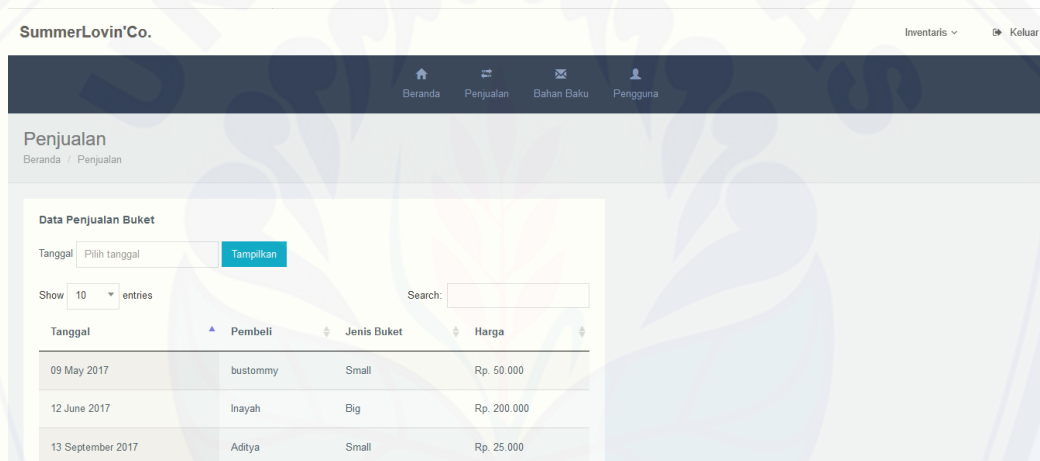 SummerLovin'Co. Inventaris Keluar
Beranda Penjualan Bahan Baku Pengguna
Penjualan
Beranda / Penjualan
Data Penjualan Buket
Tanggal Pilih tanggal Tampilkan
Show 10 entries Search:
Tanggal Pembeli Jenis Buket Harga
09 May 2017 bustommy Small Rp. 50.000
12 June 2017 Inayah Big Rp. 200.000
13 September 2017 Aditya Small Rp. 25.000